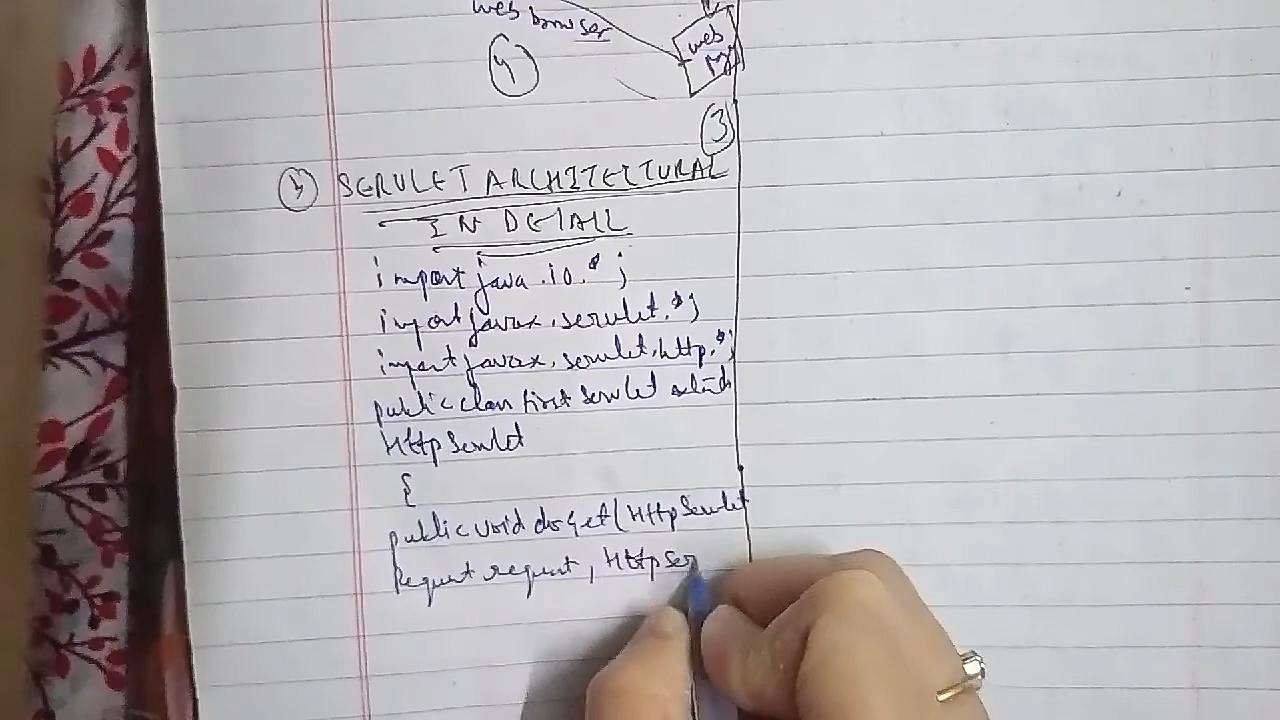 web browser
web
4
3
3 SERVLET ARCHITECTURAL
IN DETAIL
import java.io.*;
import javax.servlet.*;
import javax.servlet.http.*;
public class first Servlet extends
HttpServlet
{
public void doGet(HttpServlet
Request request, HttpSer